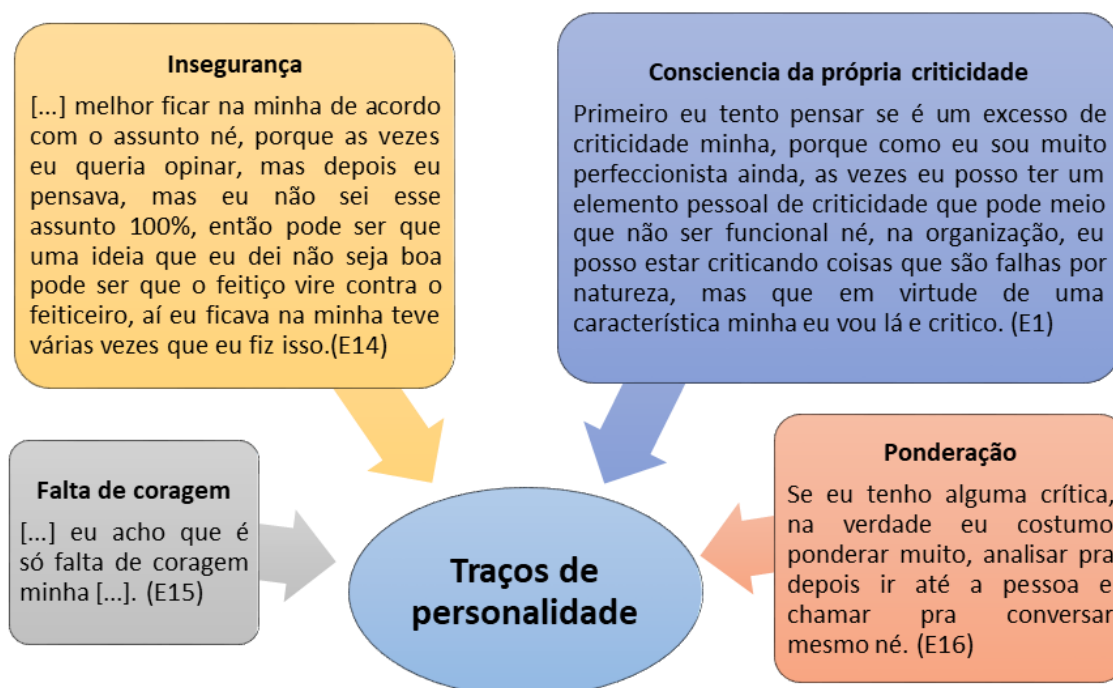 Insegurança
[...] melhor ficar na minha de acordo
com o assunto né, porque as vezes
eu queria opinar, mas depois eu
pensava, mas eu não sei esse
assunto 100%, então pode ser que
uma ideia que eu dei não seja boa
pode ser que o feitiço vire contra o
feiticeiro, aí eu ficava na minha teve
várias vezes que eu fiz isso.(E14)
Consciencia da própria criticidade
Primeiro eu tento pensar se é um excesso de
criticidade minha, porque como eu sou muito
perfeccionista ainda, as vezes eu posso ter um
elemento pessoal de criticidade que pode meio
que não ser funcional né, na organização, eu
posso estar criticando coisas que são falhas por
natureza, mas que em virtude de uma
característica minha eu vou lá e critico. (E1)
Falta de coragem
[...] eu acho que é
só falta de coragem
minha [...]. (E15)
Traços de
personalidade
Ponderação
Se eu tenho alguma crítica,
na verdade eu costumo
ponderar muito, analisar pra
depois ir até a pessoa e
chamar pra conversar
mesmo né. (E16)